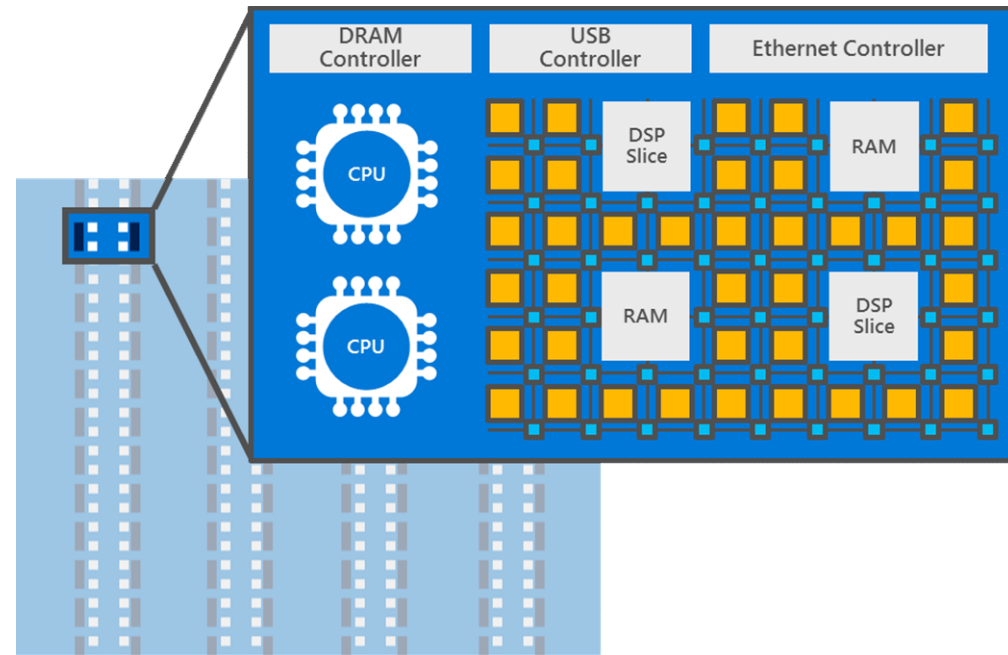 DRAM
Controller
USB
Controller
Ethernet Controller
CPU
DSP
Slice
RAM
CPU
RAM
DSP
Slice